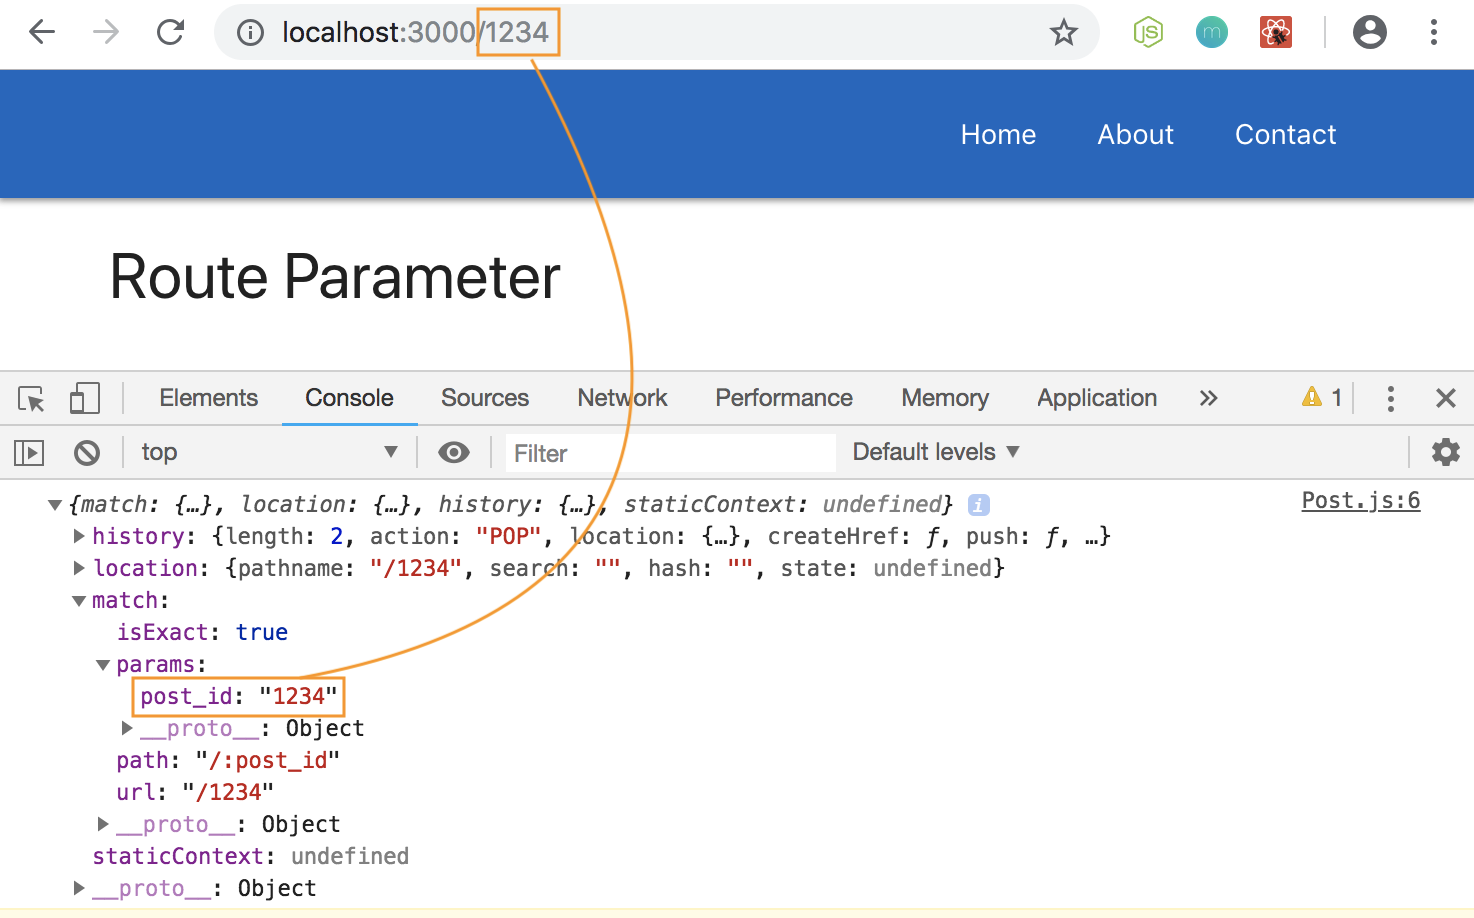 localhost:3000/1234
JS
m
Home About Contact
Route Parameter
Elements Console Sources Network Performance Memory Application » 1
top Filter Default levels
{match: {…}, location: {…}, history: {…}, staticContext: undefined} i Post.js:6
history: {length: 2, action: "POP", location: {…}, createHref: ƒ, push: ƒ, …}
location: {pathname: "/1234", search: "", hash: "", state: undefined}
match:
isExact: true
params:
post_id: "1234"
__proto__: Object
path: "/:post_id"
url: "/1234"
__proto__: Object
staticContext: undefined
__proto__: Object